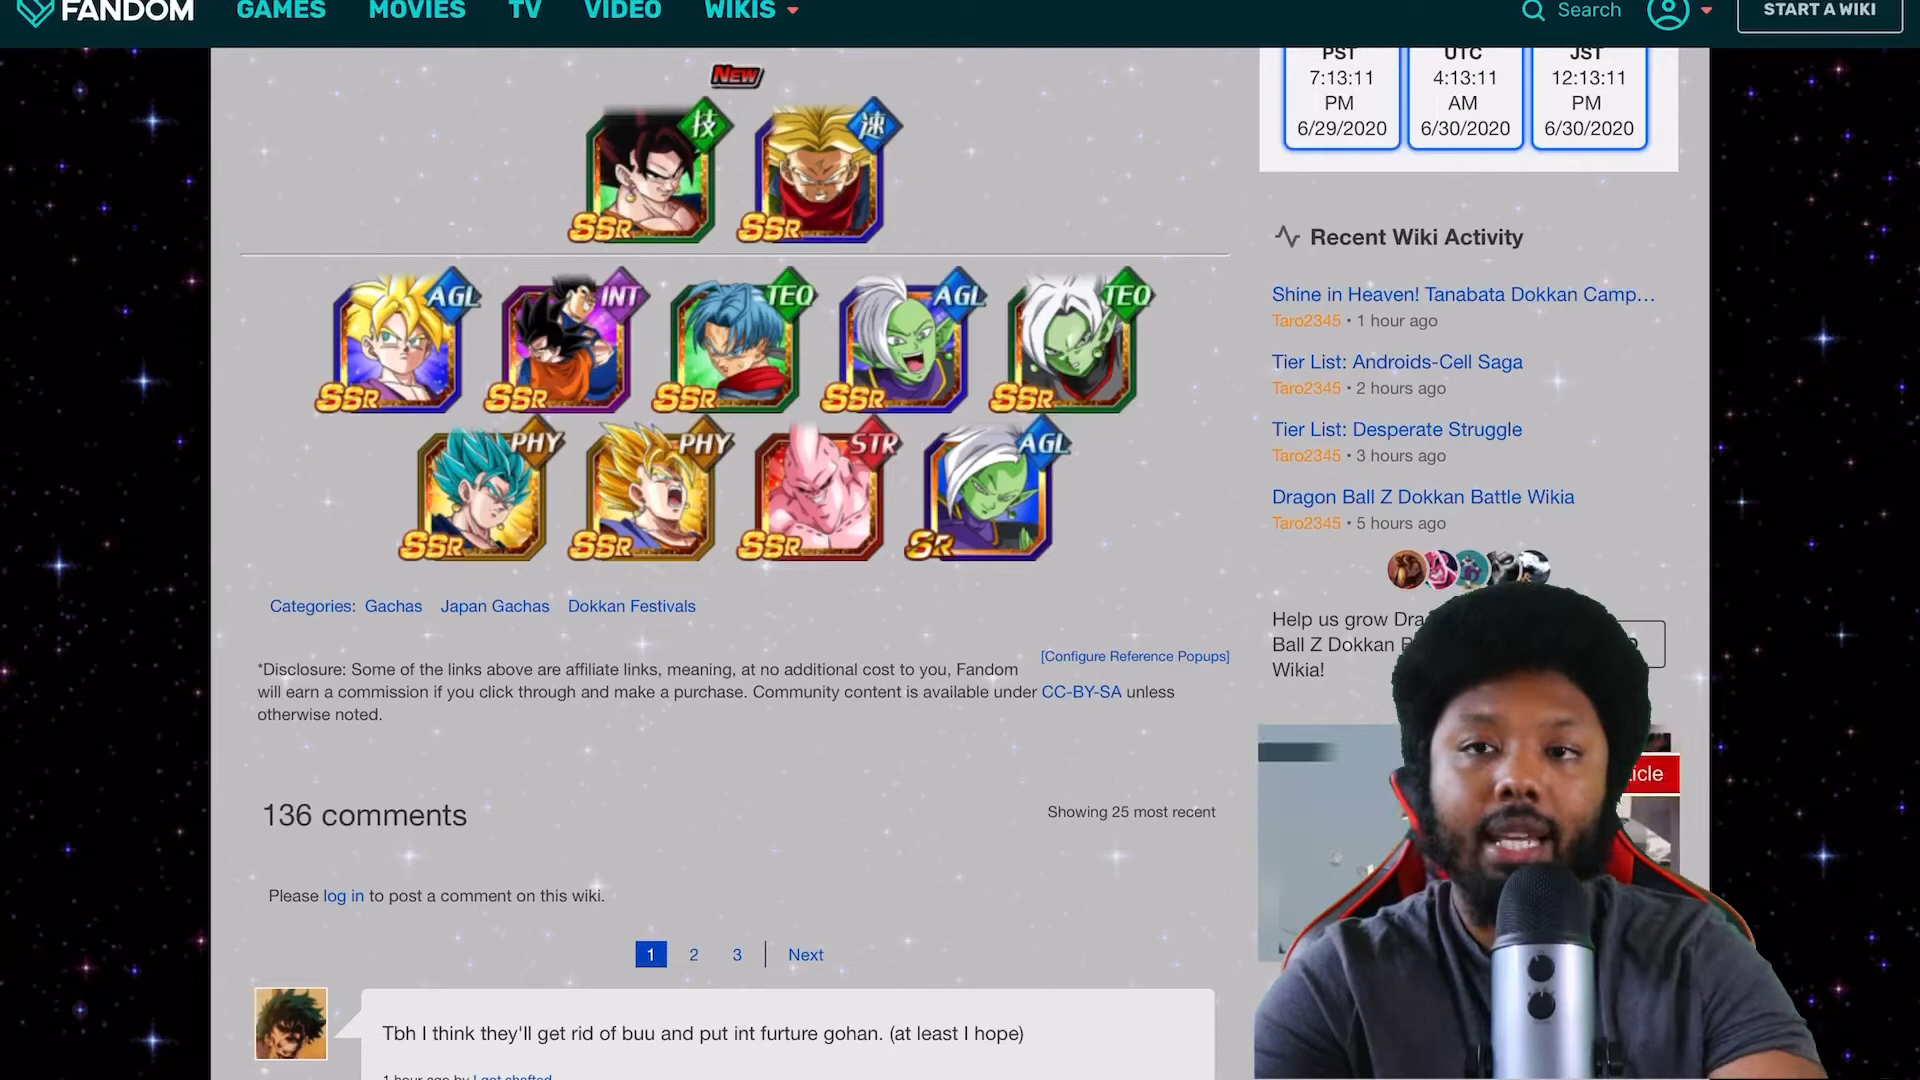 FANDOM
GAMES MOVIES TV VIDEO WIKIS
Search
START A WIKI
New
技 速
SSR SSR
AGL INT TEQ AGL TEQ
SSR SSR SSR SSR SSR
PHY PHY STR AGL
SSR SSR SSR SR
Categories: Gachas Japan Gachas Dokkan Festivals
[Configure Reference Popups]
*Disclosure: Some of the links above are affiliate links, meaning, at no additional cost to you, Fandom
will earn a commission if you click through and make a purchase. Community content is available under CC-BY-SA unless
otherwise noted.
136 comments
Showing 25 most recent
Please log in to post a comment on this wiki.
1 2 3 Next
Tbh I think they'll get rid of buu and put int furture gohan. (at least I hope)
1 hour ago by I got shafted
PST UTC JST
7:13:11 4:13:11 12:13:11
PM AM PM
6/29/2020 6/30/2020 6/30/2020
Recent Wiki Activity
Shine in Heaven! Tanabata Dokkan Camp…
Taro2345 • 1 hour ago
Tier List: Androids-Cell Saga
Taro2345 • 2 hours ago
Tier List: Desperate Struggle
Taro2345 • 3 hours ago
Dragon Ball Z Dokkan Battle Wikia
Taro2345 • 5 hours ago
Help us grow Dra
Ball Z Dokkan B
Wikia!
icle